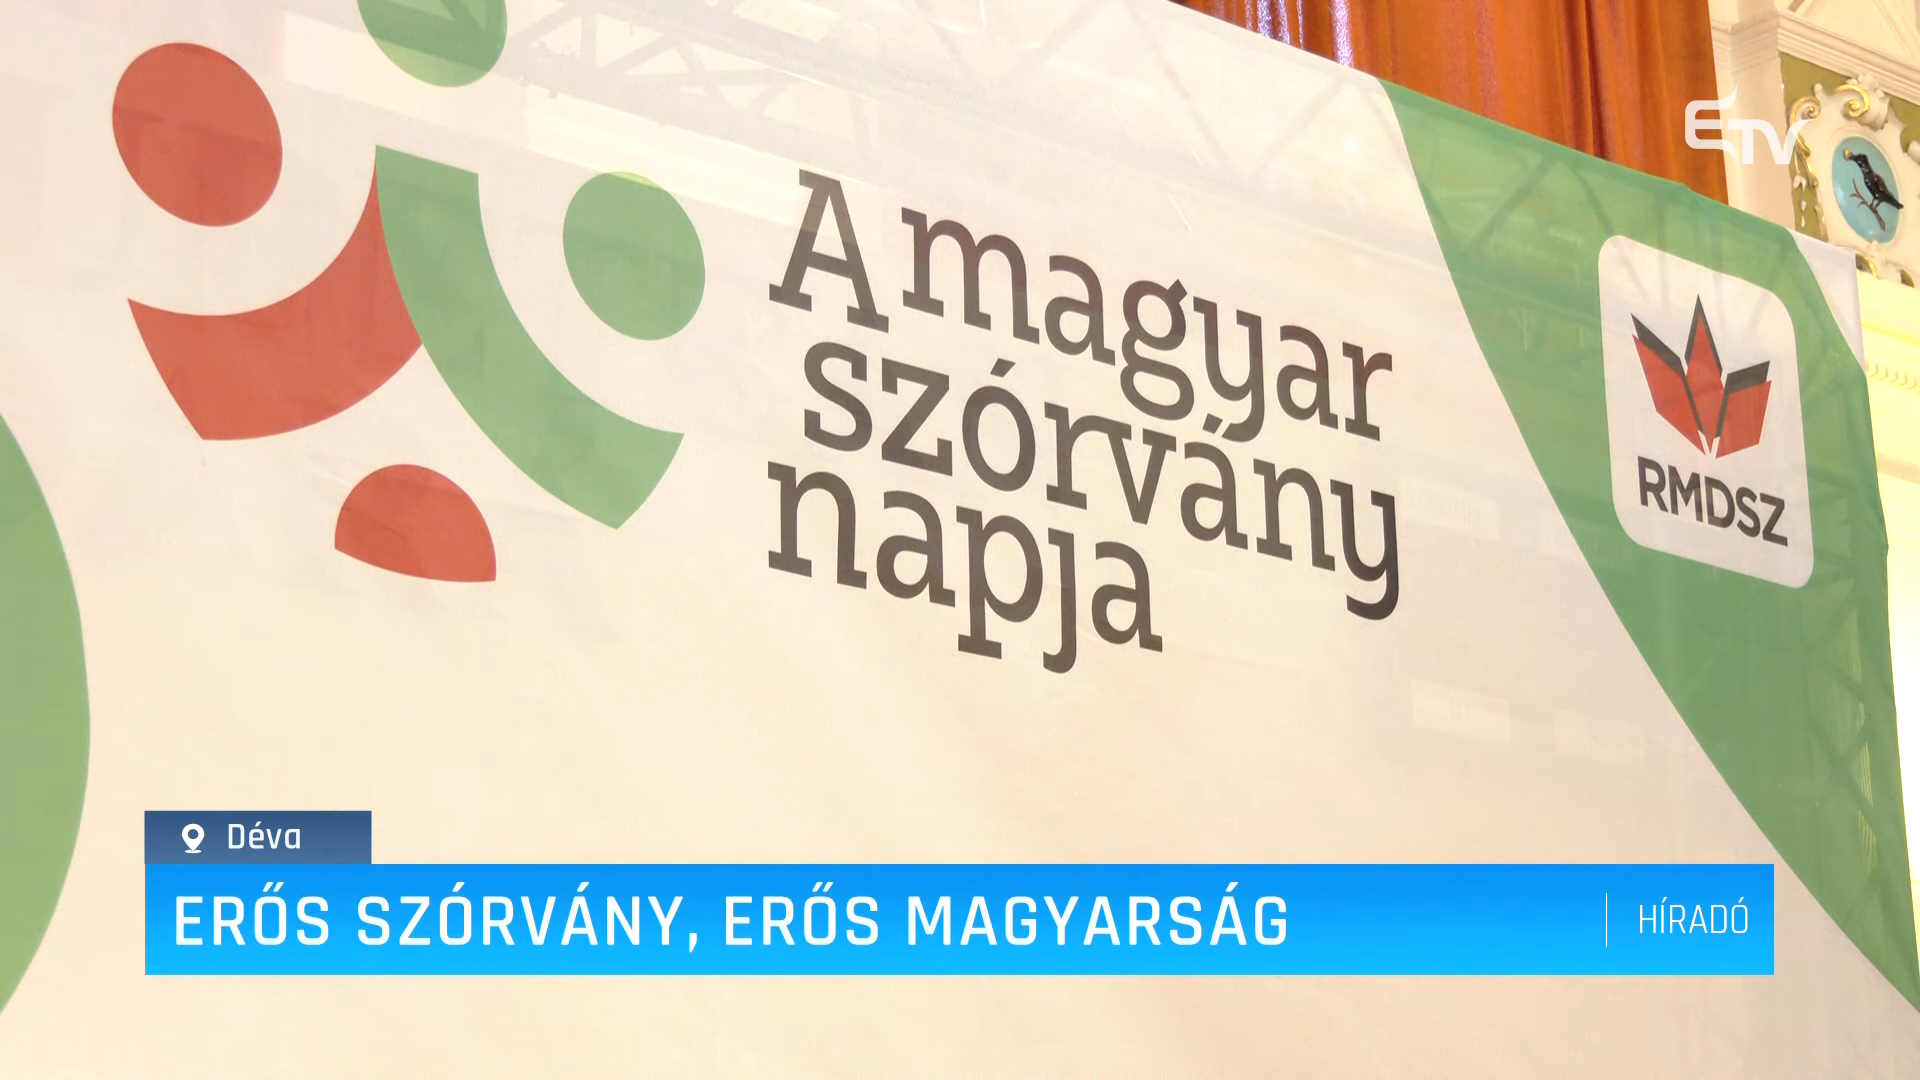 ETV
A magyar
szórvány
napja
RMDSZ
Déva
ERŐS SZÓRVÁNY, ERŐS MAGYARSÁG
HÍRADÓ